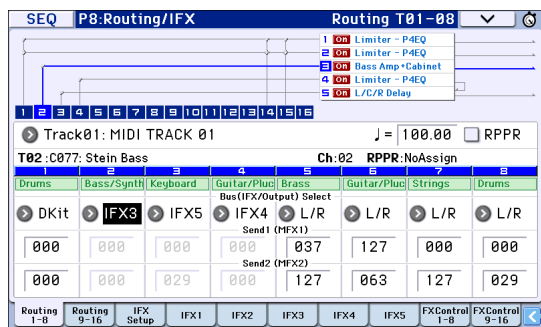 SEQ P8:Routing/IFX Routing T01-08
1 On Limiter - P4EQ
2 On Limiter - P4EQ
3 On Bass Amp+Cabinet
4 On Limiter - P4EQ
5 On L/C/R Delay
1 2 3 4 5 6 7 8 9 10 11 12 13 14 15 16
Track01: MIDI TRACK 01 ♩= 100.00 RPPR
T02:C077: Stein Bass Ch:02 RPPR:NoAssign
1 2 3 4 5 6 7 8
Drums Bass/Synth Keyboard Guitar/Pluc Brass Guitar/Pluc Strings Drums
Bus(IFX/Output) Select
DKit IFX3 IFX5 IFX4 L/R L/R L/R L/R
Send1 (MFX1)
000 000 000 000 037 127 000 000
Send2 (MFX2)
000 000 029 000 127 063 127 029
Routing 1-8 Routing 9-16 IFX Setup IFX1 IFX2 IFX3 IFX4 IFX5 FXControl 1-8 FXControl 9-16